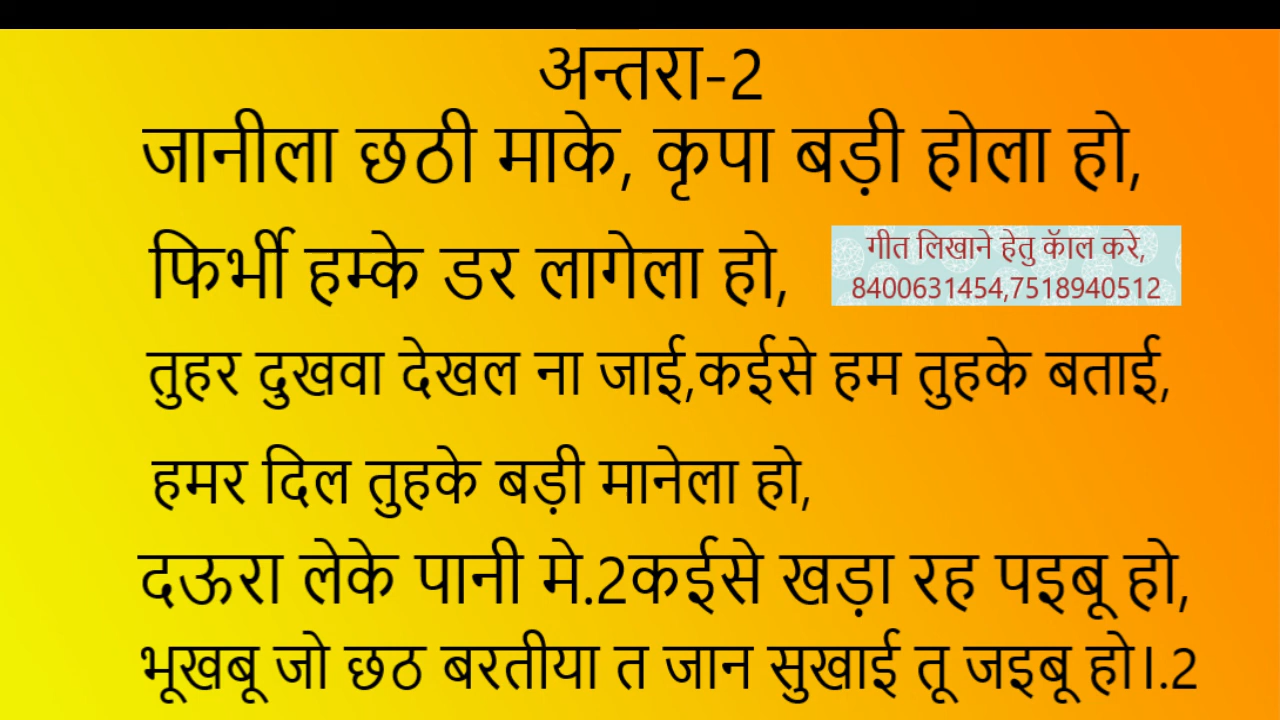 अन्तरा-2
जानीला छठी माके, कृपा बड़ी होला हो,
फिर्भी हम्के डर लागेला हो,
गीत लिखाने हेतु कॅाल करे,
8400631454,7518940512
तुहर दुखवा देखल ना जाई,कईसे हम तुहके बताई,
हमर दिल तुहके बड़ी मानेला हो,
दऊरा लेके पानी मे.2कईसे खड़ा रह पइबू हो,
भूखबू जो छठ बरतीया त जान सुखाई तू जइबू हो।.2